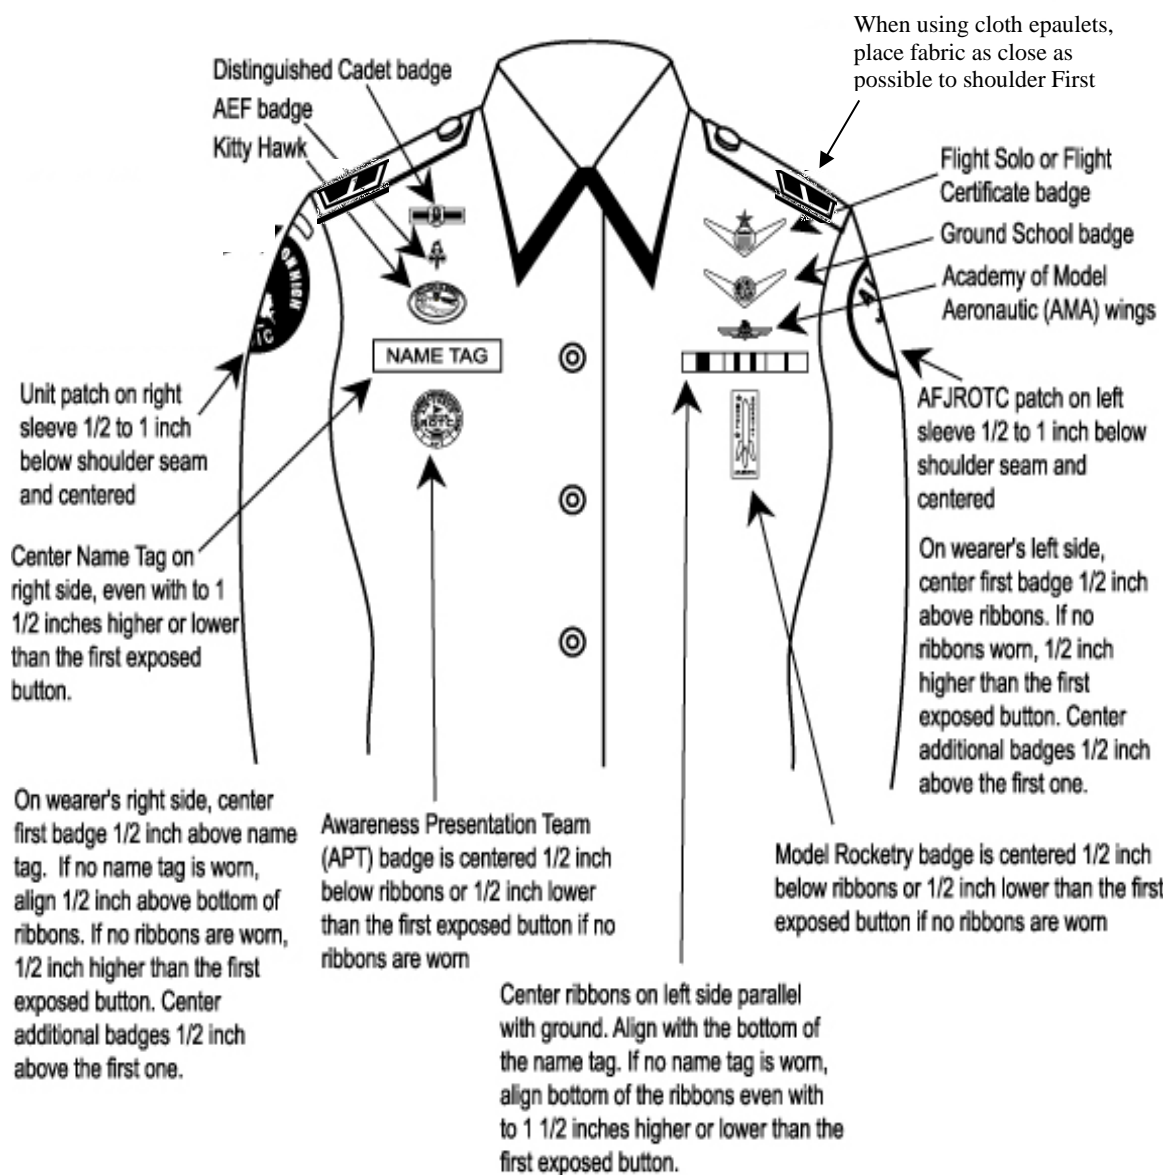 When using cloth epaulets,
place fabric as close as
possible to shoulder First
Distinguished Cadet badge
AEF badge
Kitty Hawk
Flight Solo or Flight
Certificate badge
Ground School badge
Academy of Model
Aeronautic (AMA) wings
ON HIGH
TC
NAME TAG
ROTC
Unit patch on right
sleeve 1/2 to 1 inch
below shoulder seam
and centered
AFJROTC patch on left
sleeve 1/2 to 1 inch below
shoulder seam and
centered
Center Name Tag on
right side, even with to 1
1/2 inches higher or lower
than the first exposed
button.
On wearer's left side,
center first badge 1/2 inch
above ribbons. If no
ribbons worn, 1/2 inch
higher than the first
exposed button. Center
additional badges 1/2 inch
above the first one.
On wearer's right side, center
first badge 1/2 inch above name
tag. If no name tag is worn,
align 1/2 inch above bottom of
ribbons. If no ribbons are worn,
1/2 inch higher than the first
exposed button. Center
additional badges 1/2 inch
above the first one.
Awareness Presentation Team
(APT) badge is centered 1/2 inch
below ribbons or 1/2 inch lower
than the first exposed button if no
ribbons are worn
Model Rocketry badge is centered 1/2 inch
below ribbons or 1/2 inch lower than the first
exposed button if no ribbons are worn
Center ribbons on left side parallel
with ground. Align with the bottom of
the name tag. If no name tag is worn,
align bottom of the ribbons even with
to 1 1/2 inches higher or lower than the
first exposed button.